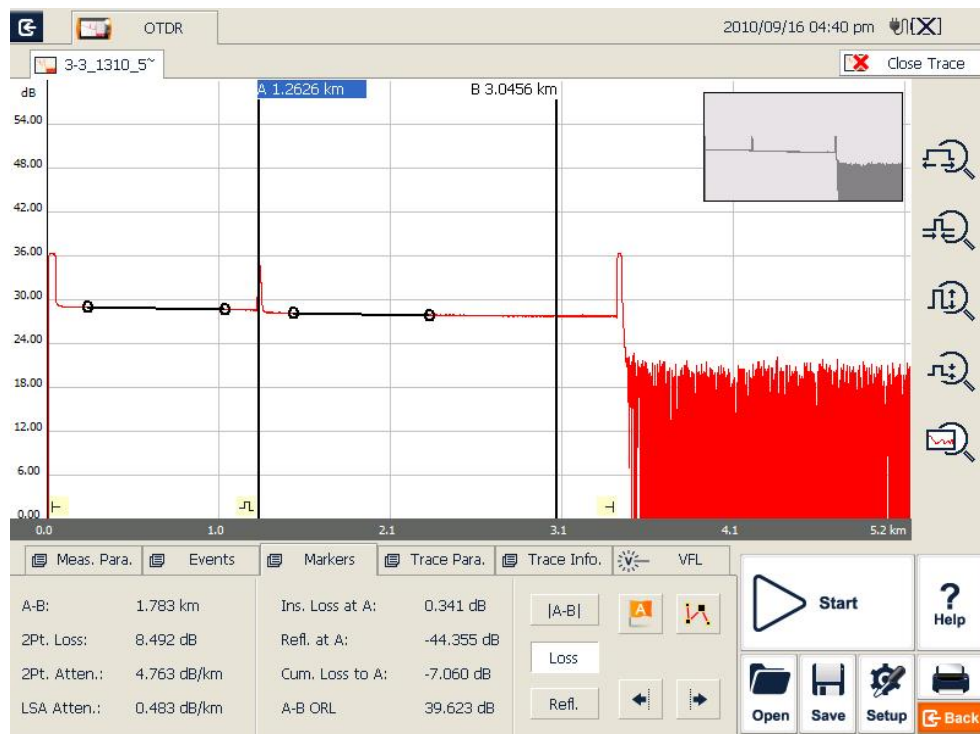 OTDR
2010/09/16 04:40 pm
3-3_1310_5~
Close Trace
dB
A 1.2626 km
B 3.0456 km
54.00
48.00
42.00
36.00
30.00
24.00
18.00
12.00
6.00
0.00
0.0 1.0 2.1 3.1 4.1 5.2 km
Meas. Para. Events Markers Trace Para. Trace Info. VFL
A-B: 1.783 km Ins. Loss at A: 0.341 dB |A-B| A
2Pt. Loss: 8.492 dB Refl. at A: -44.355 dB Loss
2Pt. Atten.: 4.763 dB/km Cum. Loss to A: -7.060 dB
LSA Atten.: 0.483 dB/km A-B ORL 39.623 dB Refl.
Start
?
Help
Open Save Setup Back